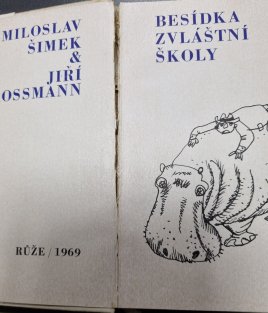 MILOSLAV
ŠIMEK
&
JIŘÍ
OSSMANN
RŮŽE / 1969
BESÍDKA
ZVLÁŠTNÍ
ŠKOLY